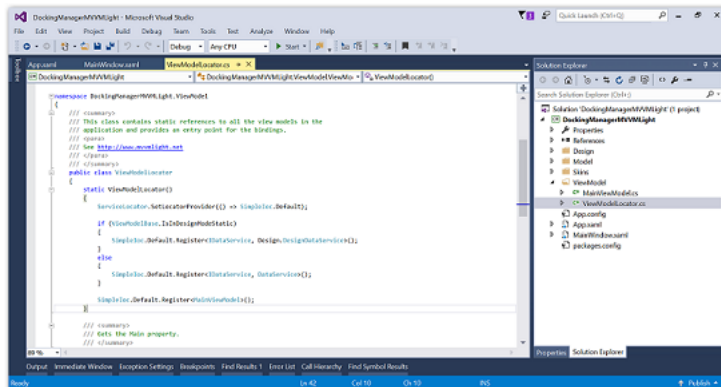 DockingManagerMVVMLight - Microsoft Visual Studio
Quick Launch (Ctrl+Q)
File Edit View Project Build Debug Team Tools Test Analyze Window Help
Debug Any CPU Start
App.xaml MainWindow.xaml ViewModelLocator.cs
DockingManagerMVVMLight DockingManagerMVVMLight.ViewModel.ViewMo ViewModelLocator()
Toolbox
namespace DockingManagerMVVMLight.ViewModel
{
/// <summary>
/// This class contains static references to all the view models in the
/// application and provides an entry point for the bindings.
/// <para>
/// See http://www.mvvmlight.net
/// </para>
/// </summary>
public class ViewModelLocator
{
static ViewModelLocator()
{
ServiceLocator.SetLocatorProvider(() => SimpleIoc.Default);
if (ViewModelBase.IsInDesignModeStatic)
{
SimpleIoc.Default.Register<IDataService, Design.DesignDataService>();
}
else
{
SimpleIoc.Default.Register<IDataService, DataService>();
}
SimpleIoc.Default.Register<MainViewModel>();
}
/// <summary>
/// Gets the Main property.
/// </summary>
89 %
Solution Explorer
Search Solution Explorer (Ctrl+;)
Solution 'DockingManagerMVVMLight' (1 project)
DockingManagerMVVMLight
Properties
References
Design
Model
Skins
ViewModel
MainViewModel.cs
ViewModelLocator.cs
App.config
App.xaml
MainWindow.xaml
packages.config
Properties Solution Explorer
Output Immediate Window Exception Settings Breakpoints Find Results 1 Error List Call Hierarchy Find Symbol Results
Ready Ln 42 Col 10 Ch 10 INS Publish